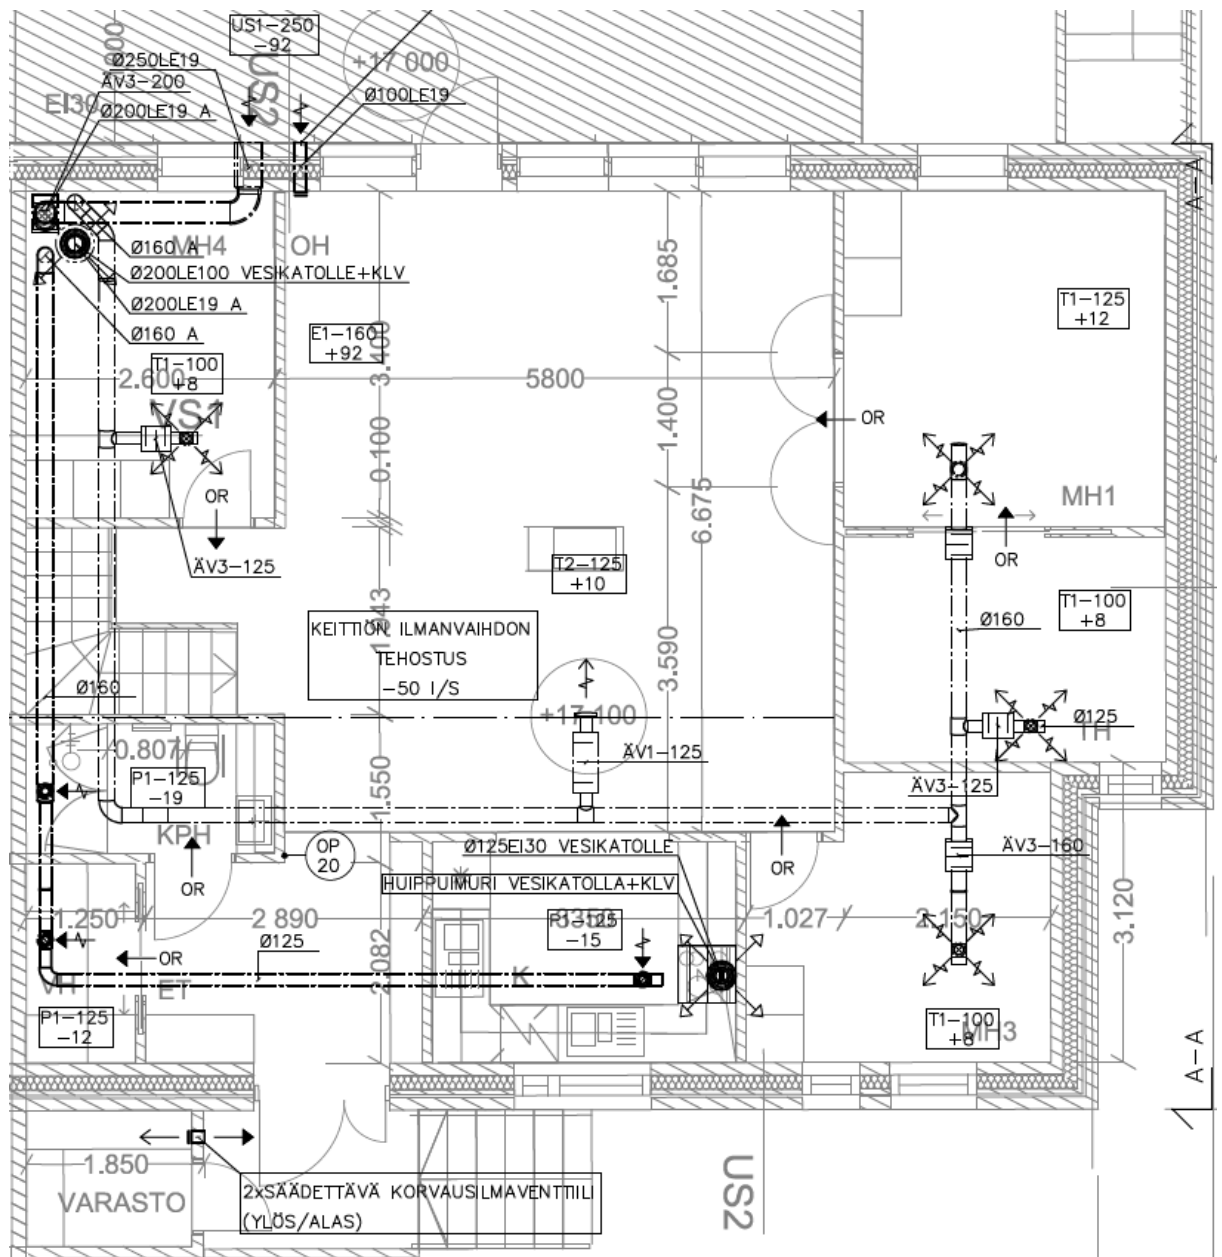 US1-250
-92
Ø250LE19
ÄV3-200
Ø200LE19 A
EI30
US2
+17 000
Ø100LE19
A-A
MH4
OH
Ø160 A
Ø200LE100 VESIKATOLLE+KLV
Ø200LE19 A
Ø160 A
E1-160
+92
T1-100
+8
2.600
VS1
3.400
5800
1.685
T1-125
+12
OR
1.400
0.100
6.675
OR
MH1
ÄV3-125
T2-125
+10
OR
T1-100
+8
Ø160
KEITTIÖN ILMANVAIHDON
TEHOSTUS
-50 l/S
3.590
Ø160
+17 100
Ø125
TH
0.807
ÄV1-125
P1-125
-19
1.550
ÄV3-125
KPH
OP
20
Ø125EI30 VESIKATOLLE
ÄV3-160
OR
OR
HUIPPUIMURI VESIKATOLLA+KLV
1.250
2 890
P1-125
-15
1.027
2.150
3.120
Ø125
2.082
OR
VH
ET
K
P1-125
-12
T1-100
+8
MH3
A-A
1.850
VARASTO
2xSÄÄDETTÄVÄ KORVAUSILMAVENTTIILI
(YLÖS/ALAS)
US2